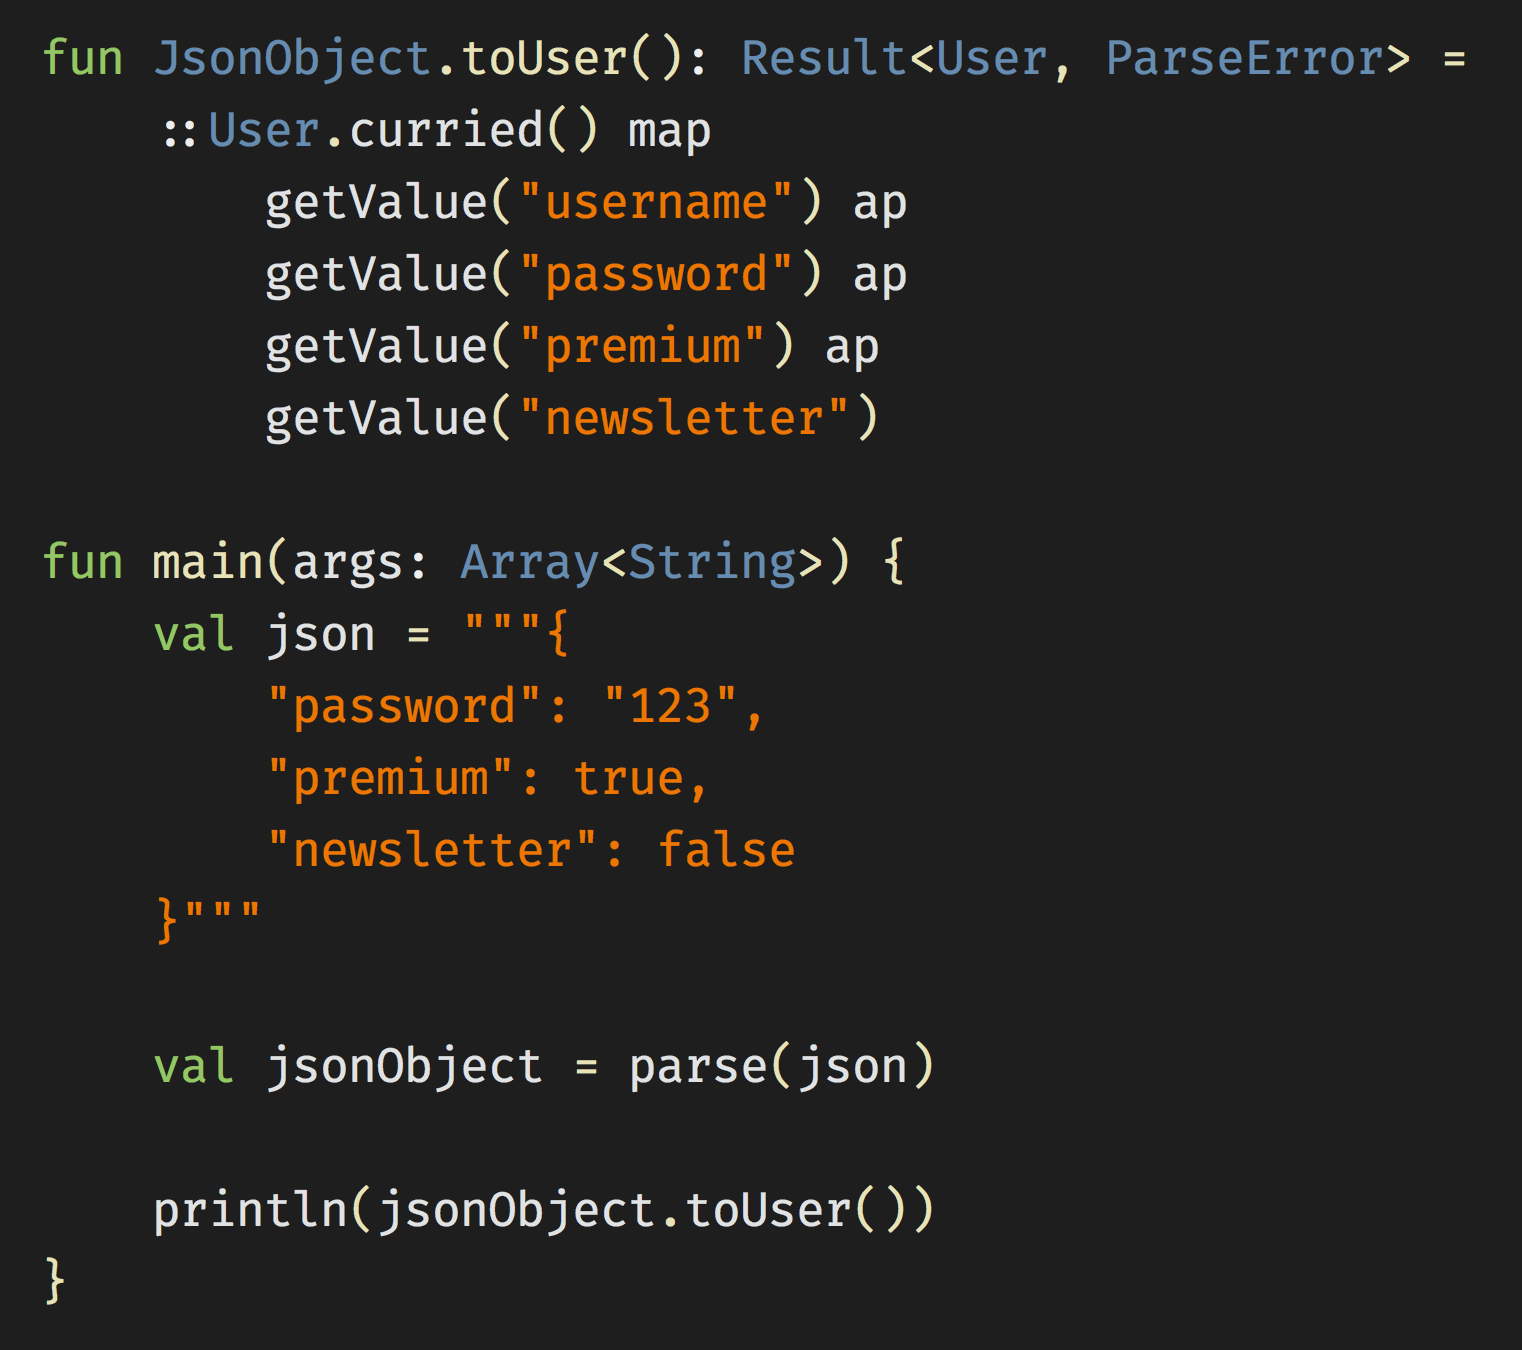 fun JsonObject.toUser(): Result<User, ParseError> =
    ::User.curried() map
        getValue("username") ap
        getValue("password") ap
        getValue("premium") ap
        getValue("newsletter")

fun main(args: Array<String>) {
    val json = """{
        "password": "123",
        "premium": true,
        "newsletter": false
    }"""

    val jsonObject = parse(json)

    println(jsonObject.toUser())
}